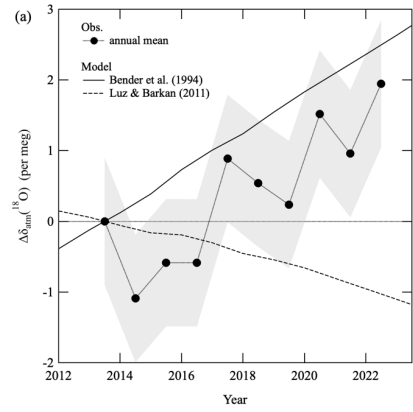 (a)
Obs.
annual mean
Model
Bender et al. (1994)
Luz & Barkan (2011)
3
2
1
0
-1
-2
Δδatm(¹⁸O) (per meg)
2012 2014 2016 2018 2020 2022
Year